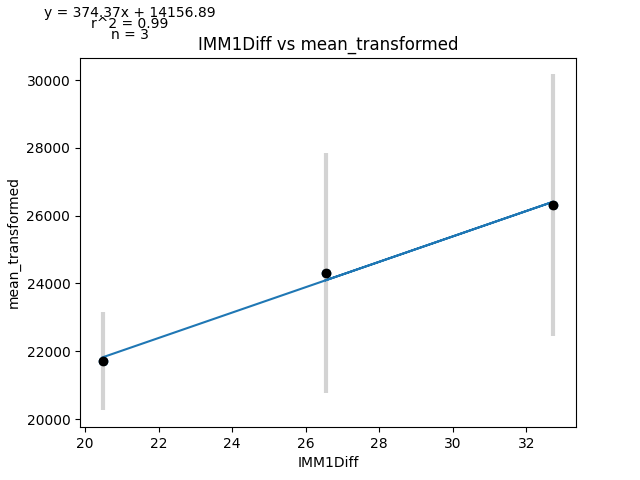 y = 374.37x + 14156.89
r^2 = 0.99
n = 3
IMM1Diff vs mean_transformed
30000
28000
26000
24000
22000
20000
mean_transformed
20 22 24 26 28 30 32
IMM1Diff